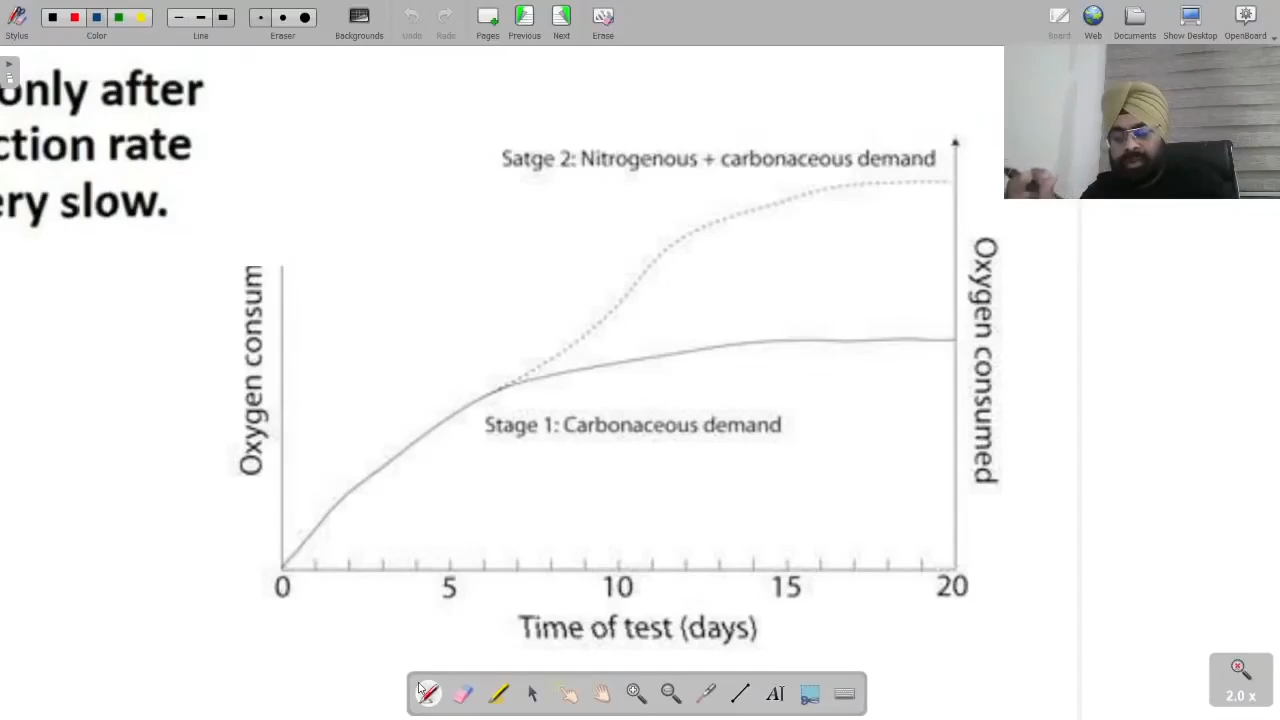 Stylus
Color
Line
Eraser
Backgrounds
Undo
Redo
Pages
Previous
Next
Erase
Board
Web
Documents
Show Desktop
OpenBoard
only after
ction rate
ery slow.
Satge 2: Nitrogenous + carbonaceous demand
Oxygen consum
Oxygen consumed
Stage 1: Carbonaceous demand
0 5 10 15 20
Time of test (days)
2.0 x